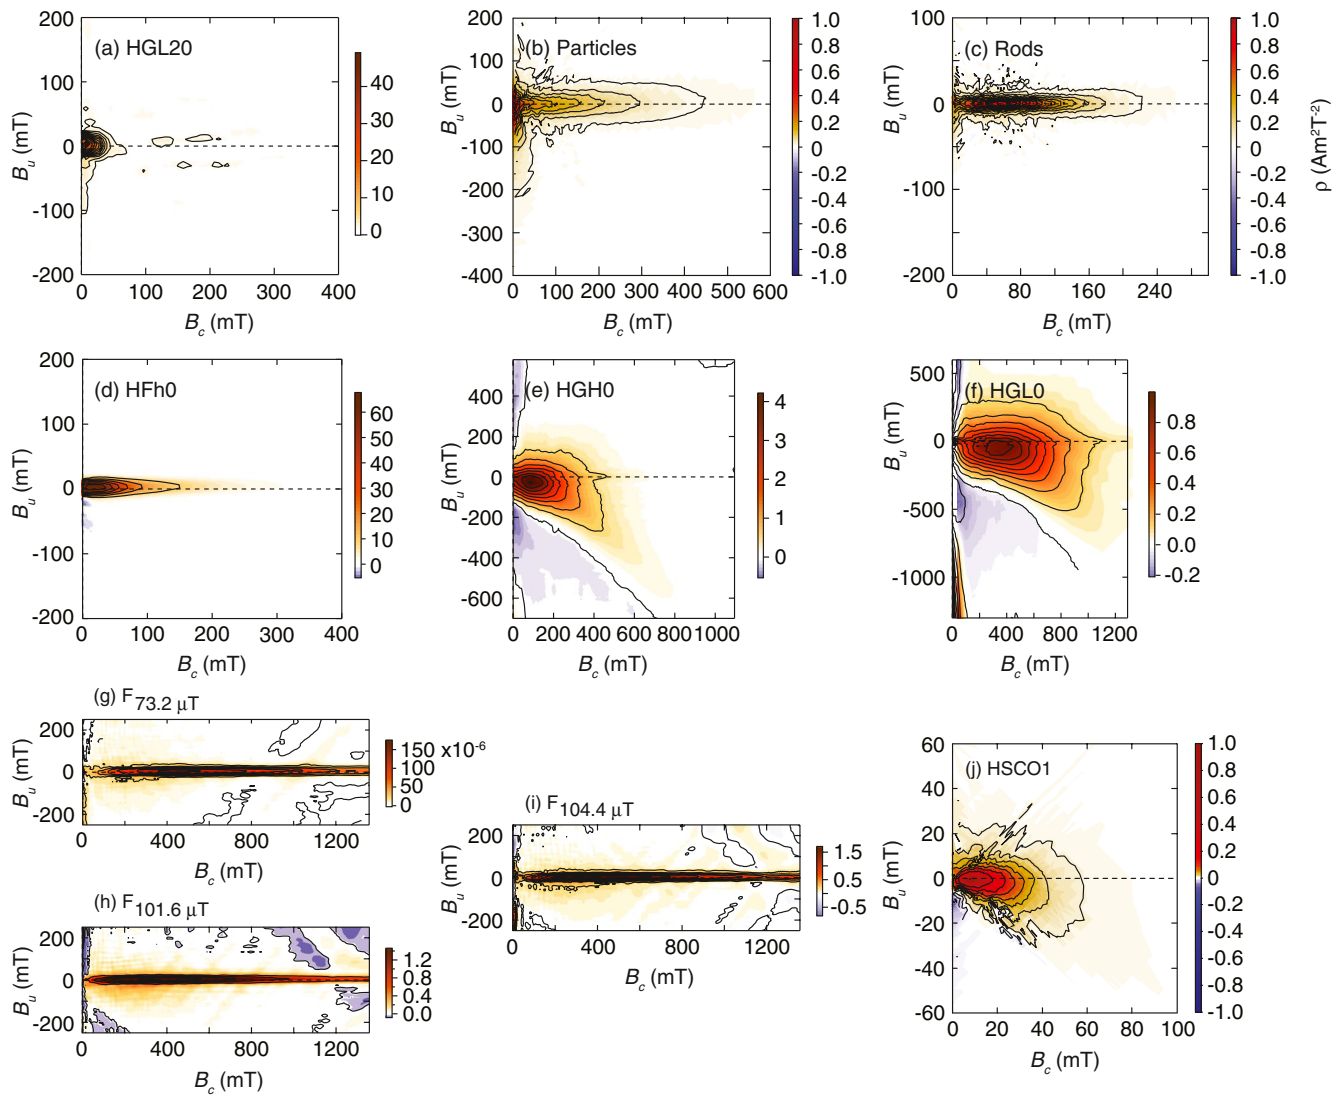 (a) HGL20
200
100
0
-100
-200
0 100 200 300 400
B_u (mT)
B_c (mT)
40
30
20
10
0
(b) Particles
200
100
0
-100
-200
-300
-400
0 100 200 300 400 500 600
B_u (mT)
B_c (mT)
1.0
0.8
0.6
0.4
0.2
0
-0.2
-0.4
-0.6
-0.8
-1.0
(c) Rods
100
0
-100
0 80 160 240
B_u (mT)
B_c (mT)
1.0
0.8
0.6
0.4
0.2
0
-0.2
-0.4
-0.6
-0.8
-1.0
ρ (Am²T⁻²)
(d) HFh0
200
100
0
-100
-200
0 100 200 300 400
B_u (mT)
B_c (mT)
60
50
40
30
20
10
0
(e) HGH0
400
200
0
-200
-400
-600
0 200 400 600 800 1000
B_u (mT)
B_c (mT)
4
3
2
1
0
(f) HGL0
500
0
-500
-1000
0 400 800 1200
B_u (mT)
B_c (mT)
0.8
0.6
0.4
0.2
0.0
-0.2
(g) F73.2 μT
200
0
-200
0 400 800 1200
B_u (mT)
B_c (mT)
150 x10⁻⁶
100
50
0
(h) F101.6 μT
200
0
-200
0 400 800 1200
B_u (mT)
B_c (mT)
1.2
0.8
0.4
0.0
(i) F104.4 μT
200
0
-200
0 400 800 1200
B_u (mT)
B_c (mT)
1.5
0.5
-0.5
(j) HSCO1
60
40
20
0
-20
-40
-60
0 20 40 60 80 100
B_u (mT)
B_c (mT)
1.0
0.8
0.6
0.4
0.2
0
-0.2
-0.4
-0.6
-0.8
-1.0